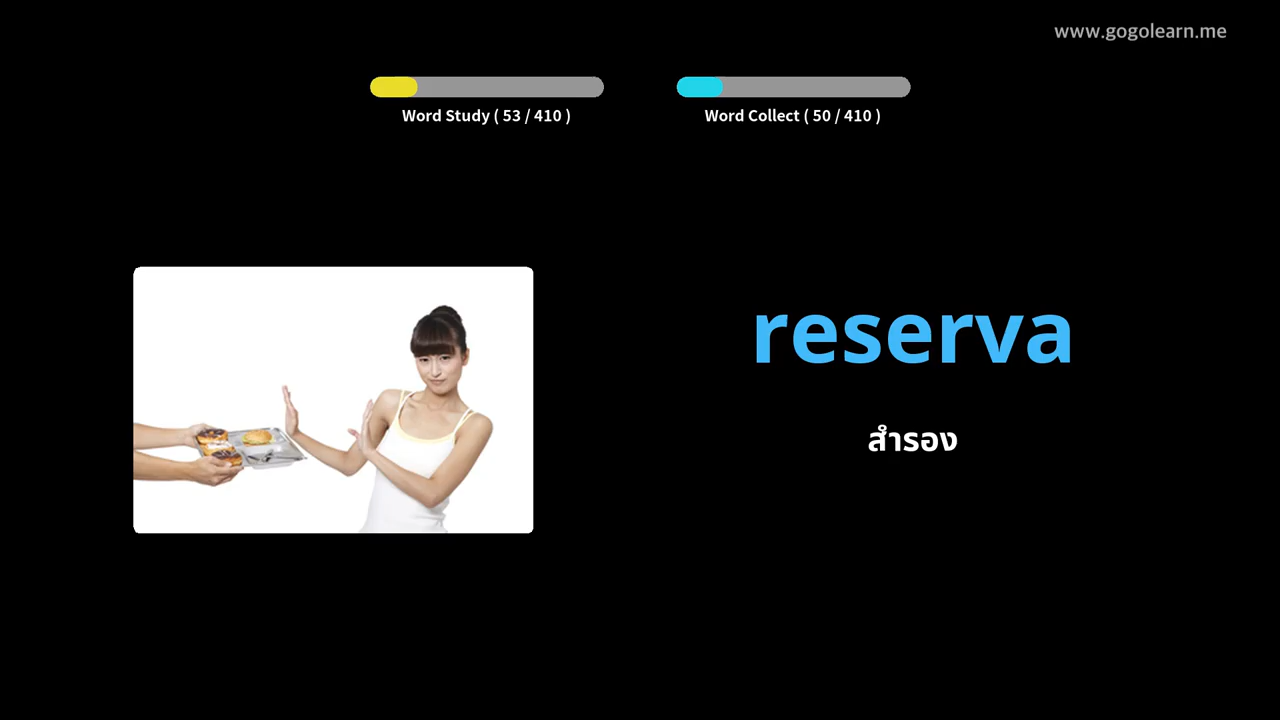 www.gogolearn.me
Word Study ( 53 / 410 )
Word Collect ( 50 / 410 )
reserva
สำรอง